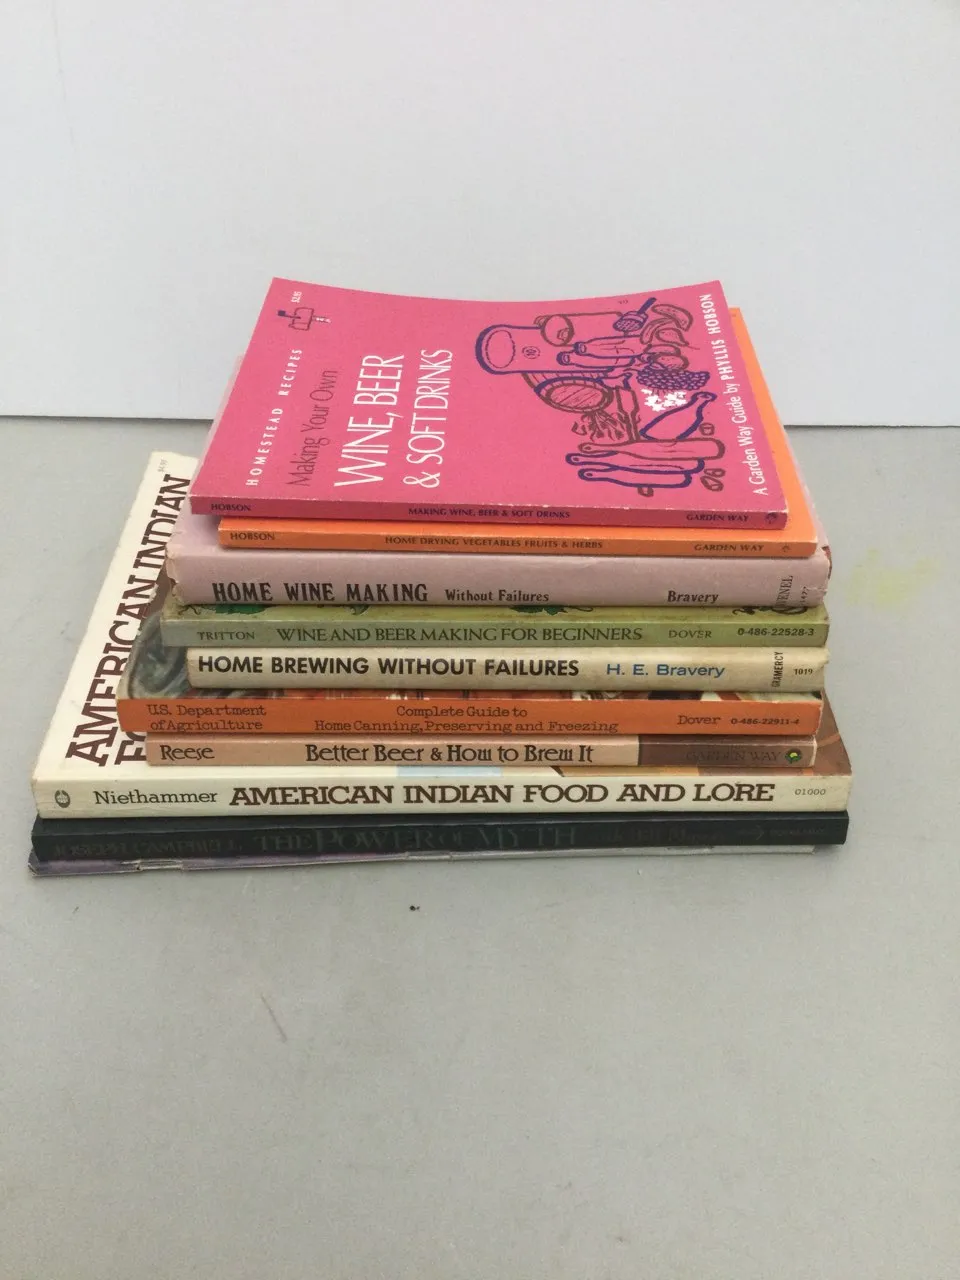 $2.95
HOMESTEAD RECIPES
Making Your Own
WINE, BEER
& SOFT DRINKS
A Garden Way Guide by PHYLLIS HOBSON
HOBSON MAKING WINE, BEER & SOFT DRINKS GARDEN WAY
HOBSON HOME DRYING VEGETABLES FRUITS & HERBS GARDEN WAY
HOME WINE MAKING Without Failures Bravery
TRITTON WINE AND BEER MAKING FOR BEGINNERS DOVER 0-486-22528-3
HOME BREWING WITHOUT FAILURES H. E. Bravery GRAMERCY 1019
U.S. Department of Agriculture
Complete Guide to
Home Canning, Preserving and Freezing
Dover 0-486-22911-4
Reese Better Beer & How to Brew It GARDEN WAY
AMERICAN INDIAN
Niethammer AMERICAN INDIAN FOOD AND LORE 01000
JOSEPH CAMPBELL THE POWER OF MYTH